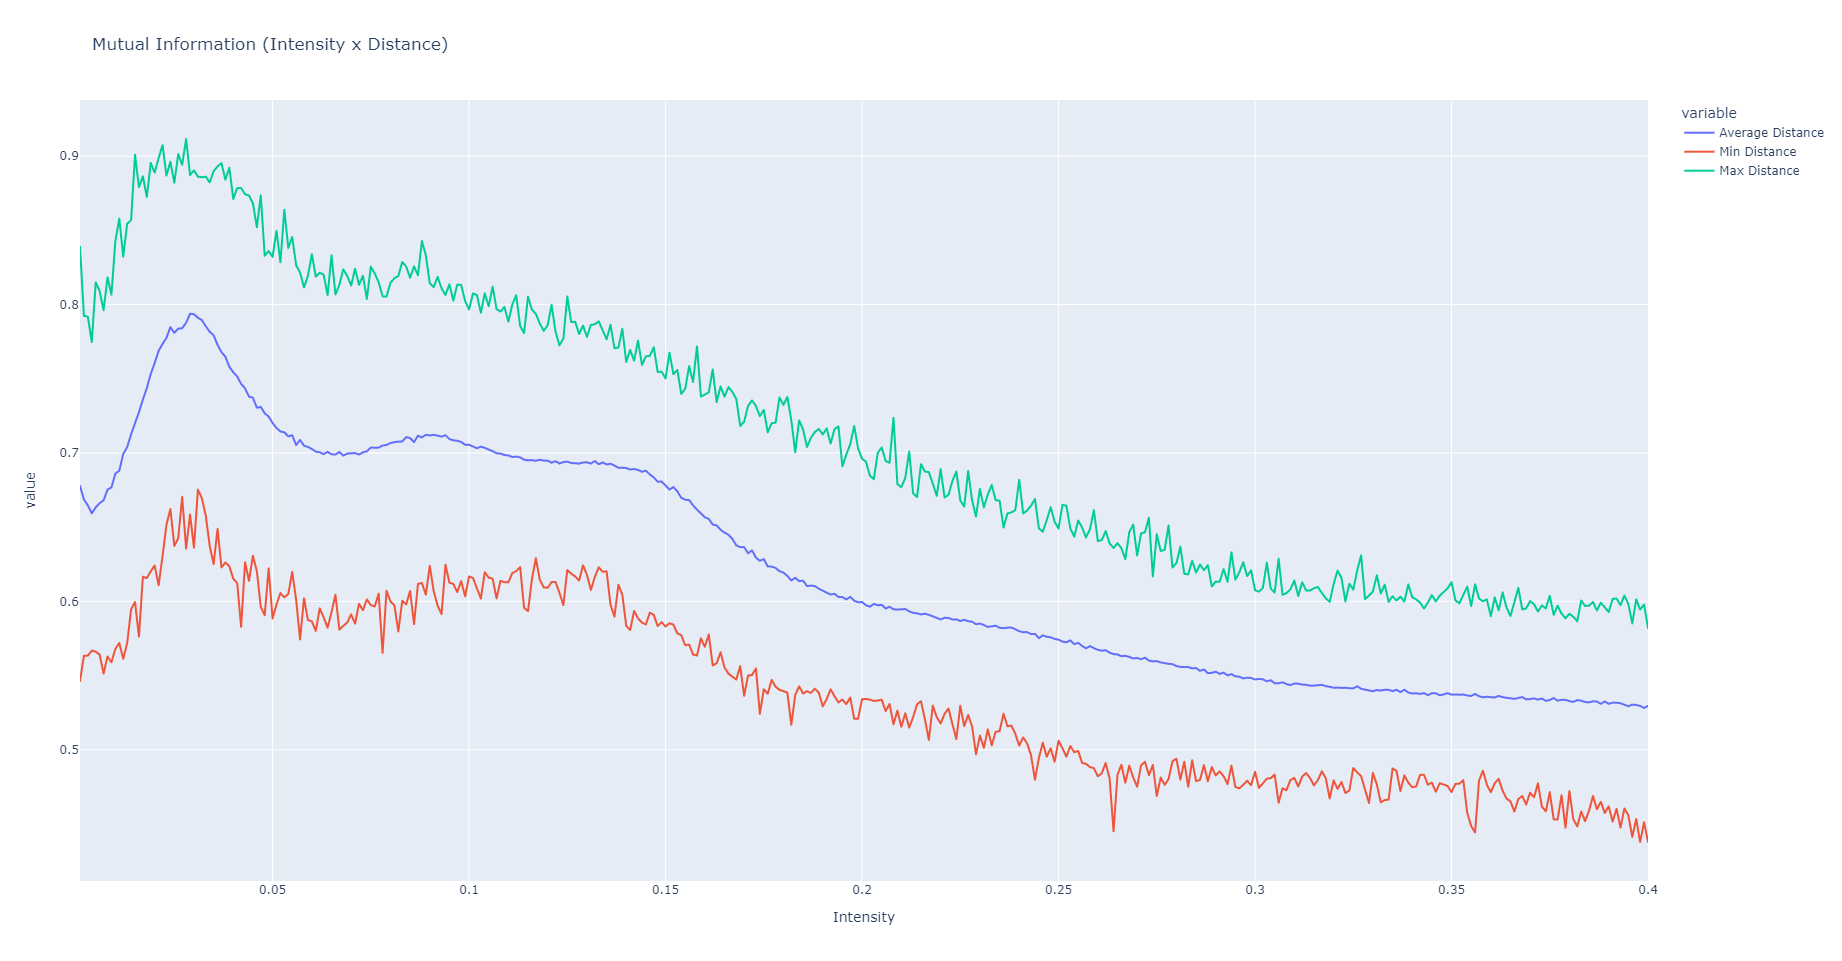 Mutual Information (Intensity x Distance)
variable
Average Distance
Min Distance
Max Distance
value
0.9
0.8
0.7
0.6
0.5
0.05
0.1
0.15
0.2
0.25
0.3
0.35
0.4
Intensity